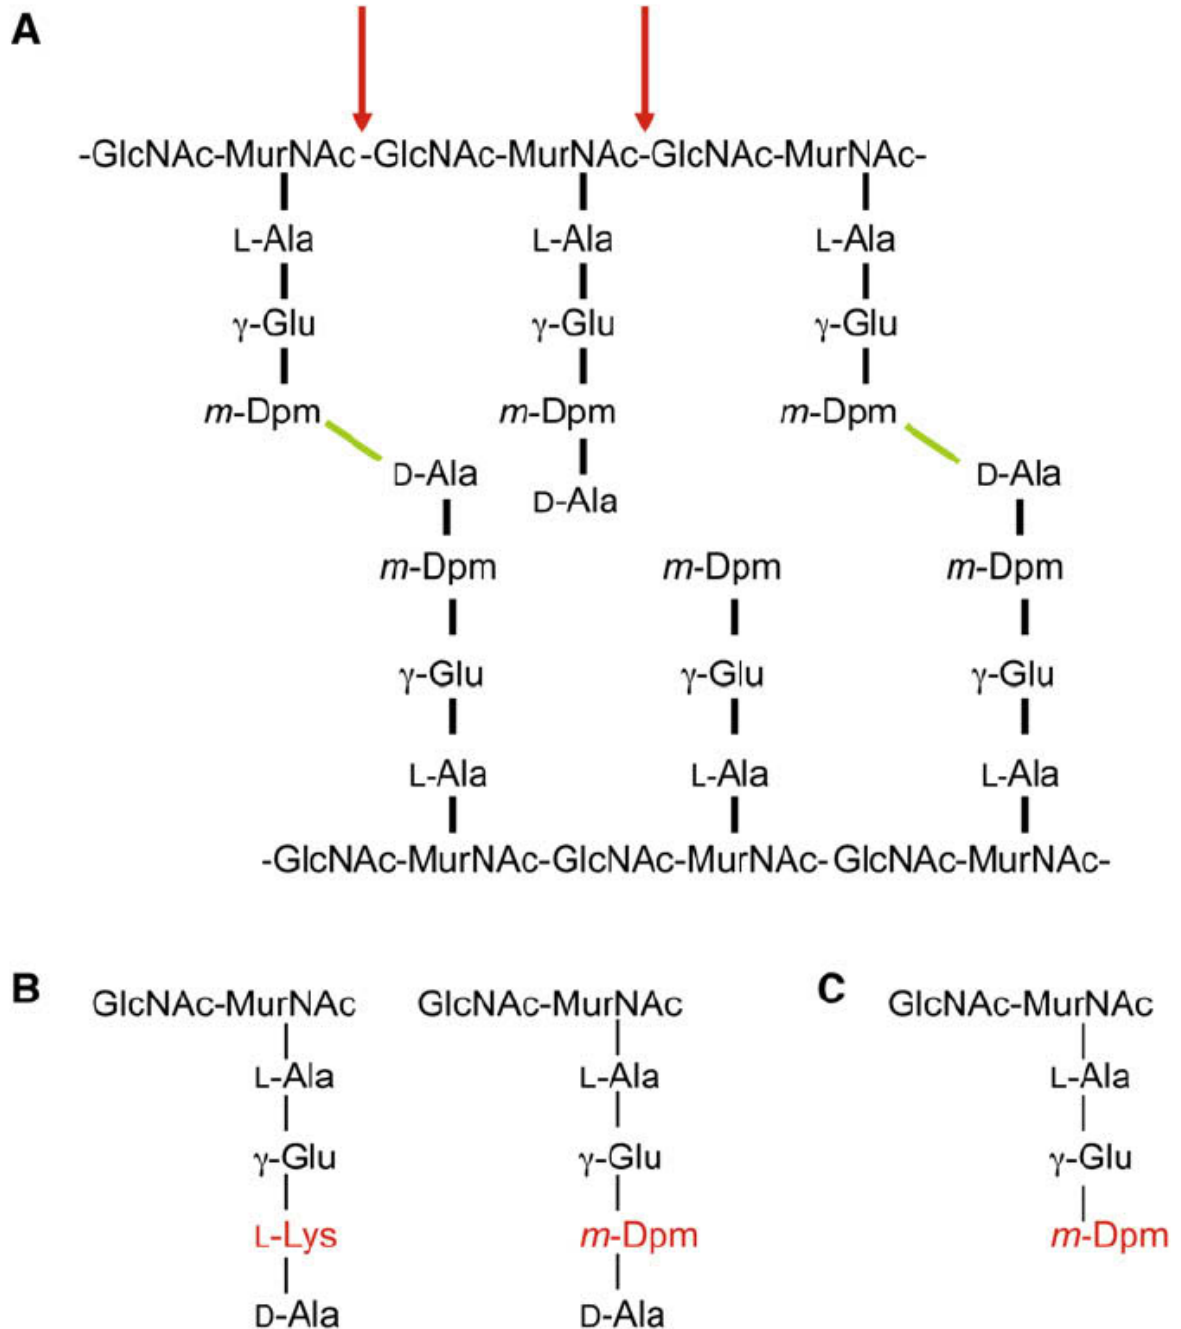 A
-GlcNAc-MurNAc-GlcNAc-MurNAc-GlcNAc-MurNAc-
L-Ala L-Ala L-Ala
γ-Glu γ-Glu γ-Glu
m-Dpm m-Dpm m-Dpm
D-Ala D-Ala
D-Ala
m-Dpm m-Dpm m-Dpm
γ-Glu γ-Glu γ-Glu
L-Ala L-Ala L-Ala
-GlcNAc-MurNAc-GlcNAc-MurNAc-GlcNAc-MurNAc-
B GlcNAc-MurNAc GlcNAc-MurNAc C GlcNAc-MurNAc
L-Ala L-Ala L-Ala
γ-Glu γ-Glu γ-Glu
L-Lys m-Dpm m-Dpm
D-Ala D-Ala